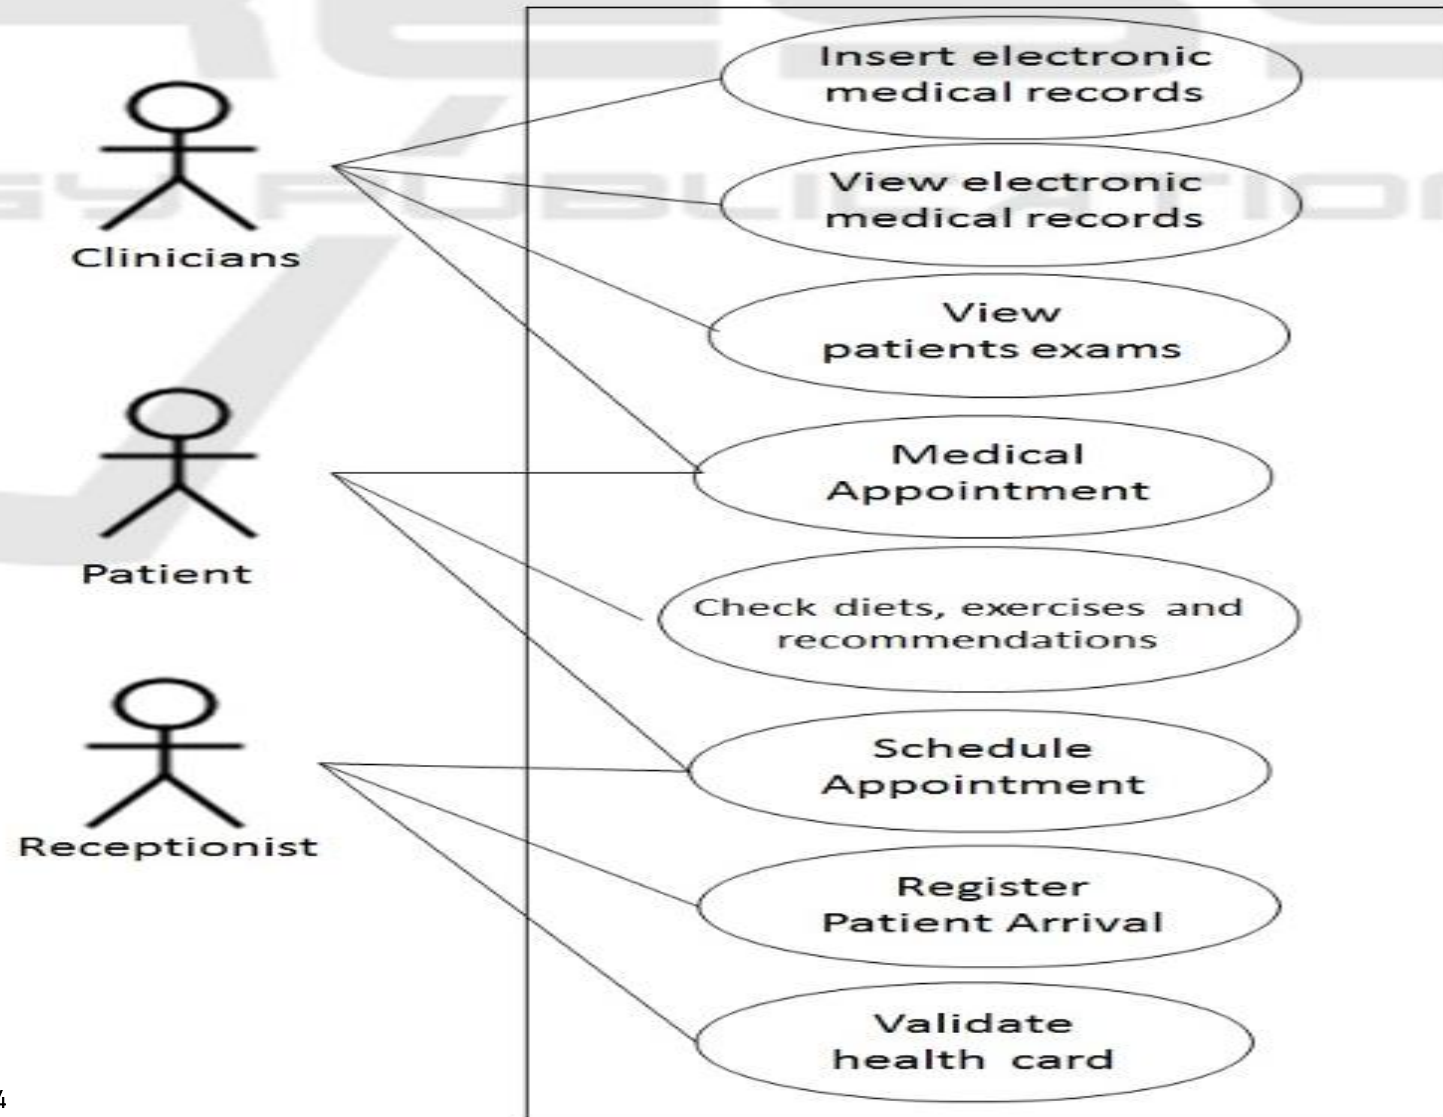 Insert electronic
medical records
View electronic
medical records
Clinicians
View
patients exams
Medical
Appointment
Patient
Check diets, exercises and
recommendations
Schedule
Appointment
Receptionist
Register
Patient Arrival
Validate
health card
4